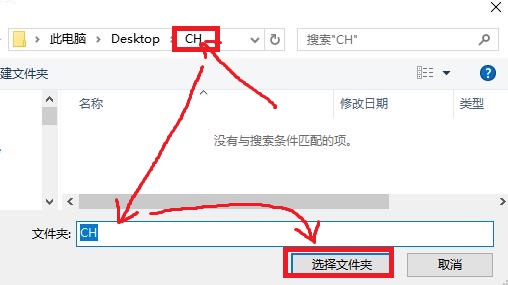 此电脑 > Desktop > CH
搜索"CH"
建文件夹
名称 修改日期 类型
没有与搜索条件匹配的项。
文件夹: CH
选择文件夹 取消